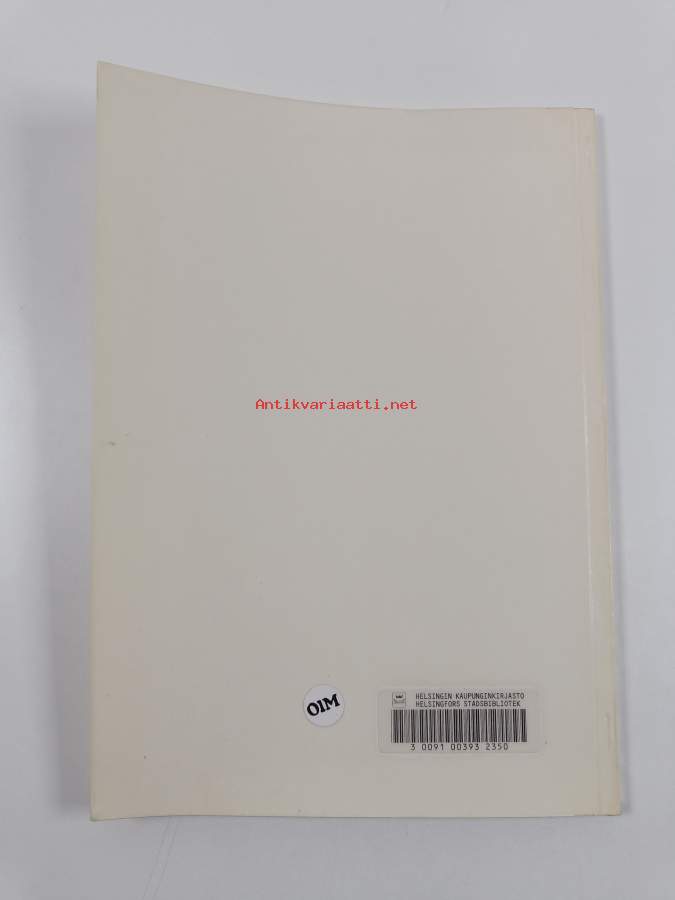 Antikvariaatti.net
OIM
HELSINGIN KAUPUNGINKIRJASTO
HELSINGFORS STADSBIBLIOTEK
3 0091 00393 2350